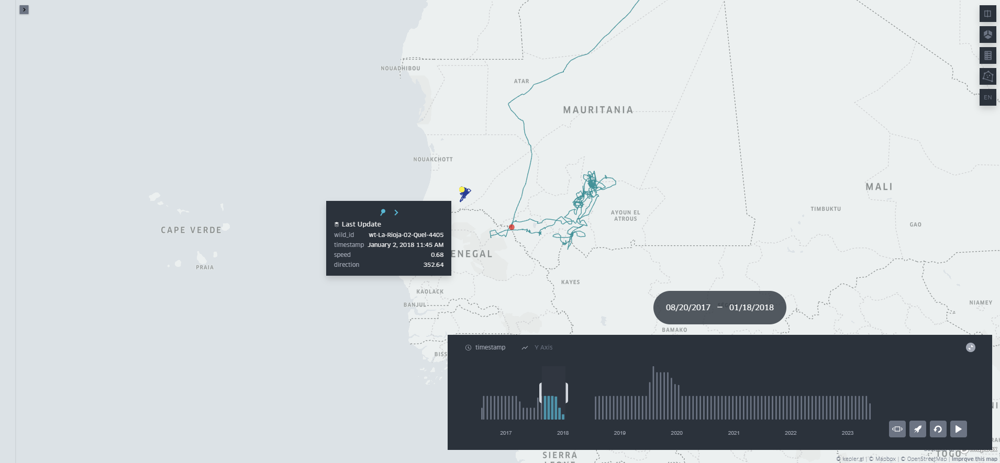 NOUADHIBOU
ATAR
EN
MAURITANIA
NOUAKCHOTT
MALI
TIMBUKTU
AYOUN EL
ATROUS
GAO
CAPE VERDE
Last Update
wild_id wt-La-Rioja-02-Quel-4405
timestamp January 2, 2018 11:45 AM
speed 0.68
direction 352.64
ENEGAL
PRAIA
KAYES
KAOLACK
BANJUL
NIAMEY
08/20/2017 – 01/18/2018
BAMAKO
BISS
timestamp Y Axis
2017 2018 2019 2020 2021 2022 2023
SIERRA
LEONE
TOGO
mapbox
© kepler.gl | © Mapbox | © OpenStreetMap | Improve this map